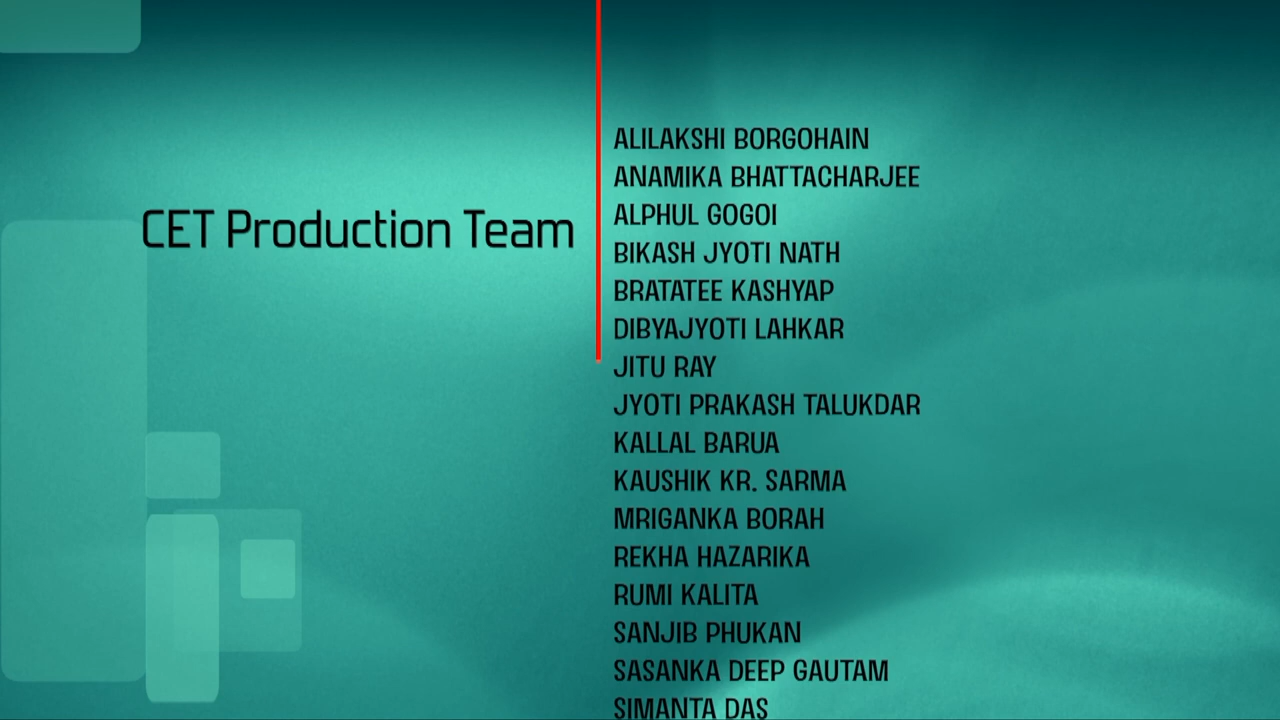 CET Production Team
ALILAKSHI BORGOHAIN
ANAMIKA BHATTACHARJEE
ALPHUL GOGOI
BIKASH JYOTI NATH
BRATATEE KASHYAP
DIBYAJYOTI LAHKAR
JITU RAY
JYOTI PRAKASH TALUKDAR
KALLAL BARUA
KAUSHIK KR. SARMA
MRIGANKA BORAH
REKHA HAZARIKA
RUMI KALITA
SANJIB PHUKAN
SASANKA DEEP GAUTAM
SIMANTA DAS